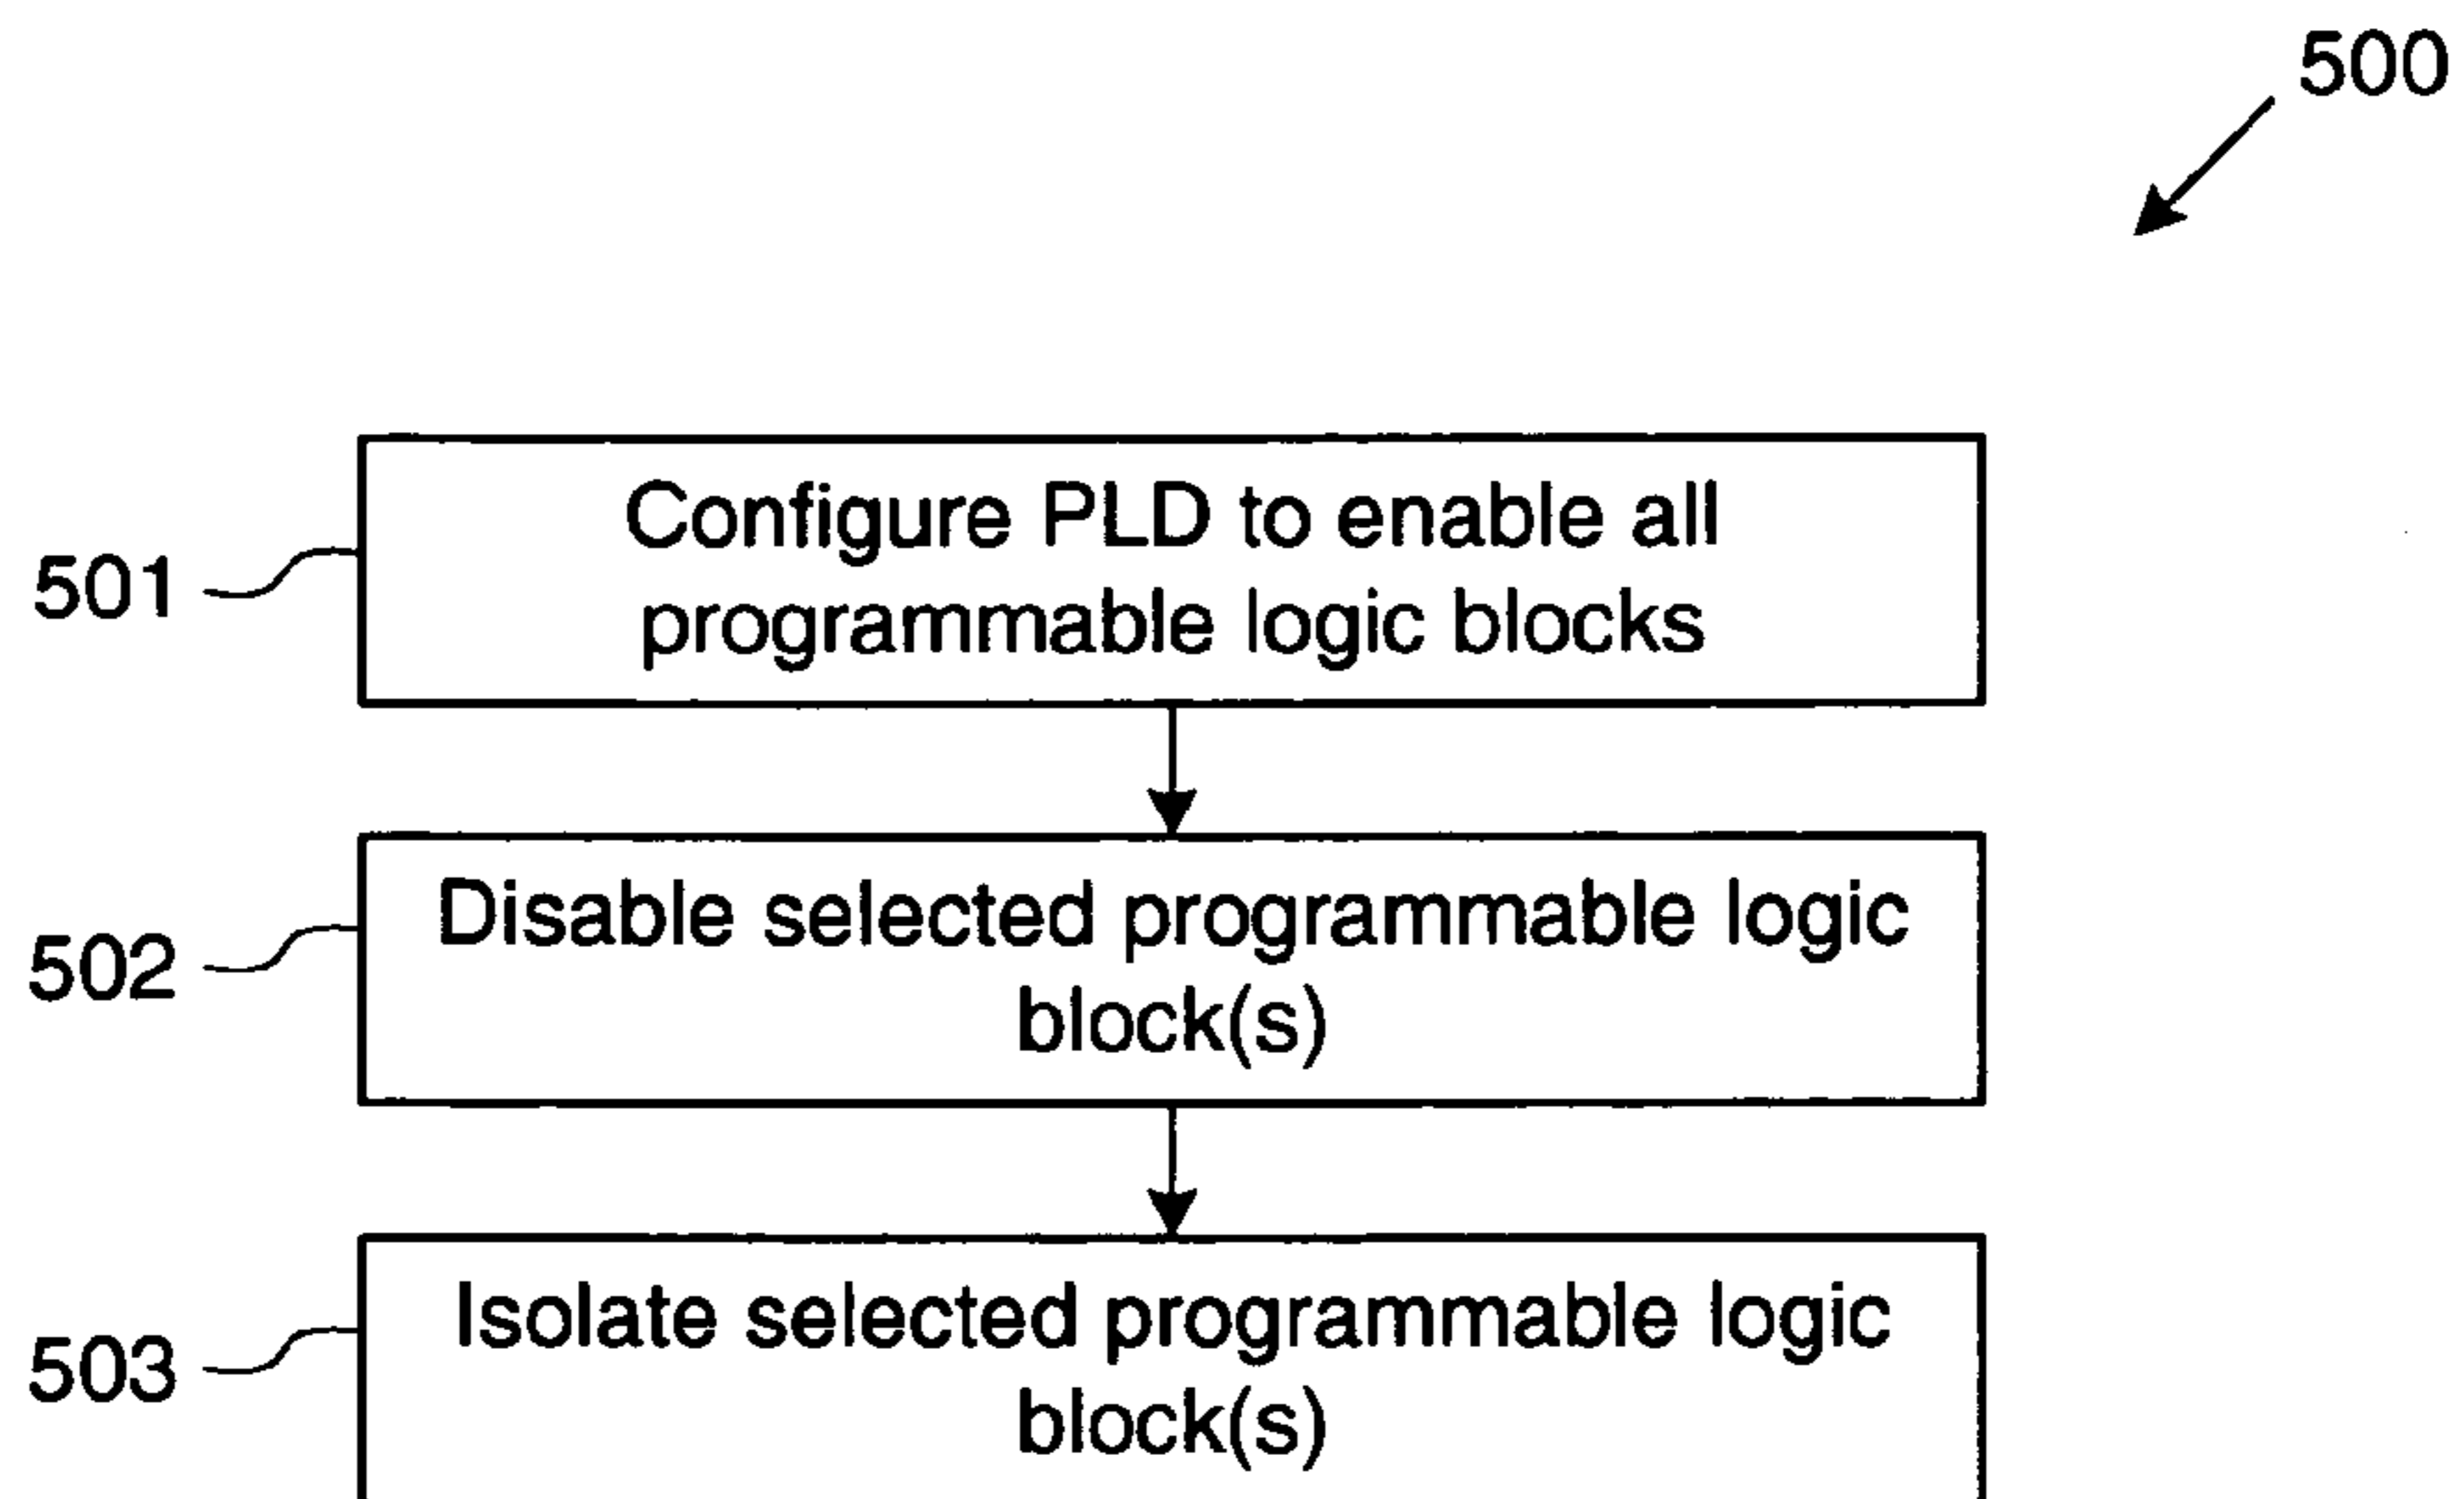 500
501
Configure PLD to enable all
programmable logic blocks
502
Disable selected programmable logic
block(s)
503
Isolate selected programmable logic
block(s)